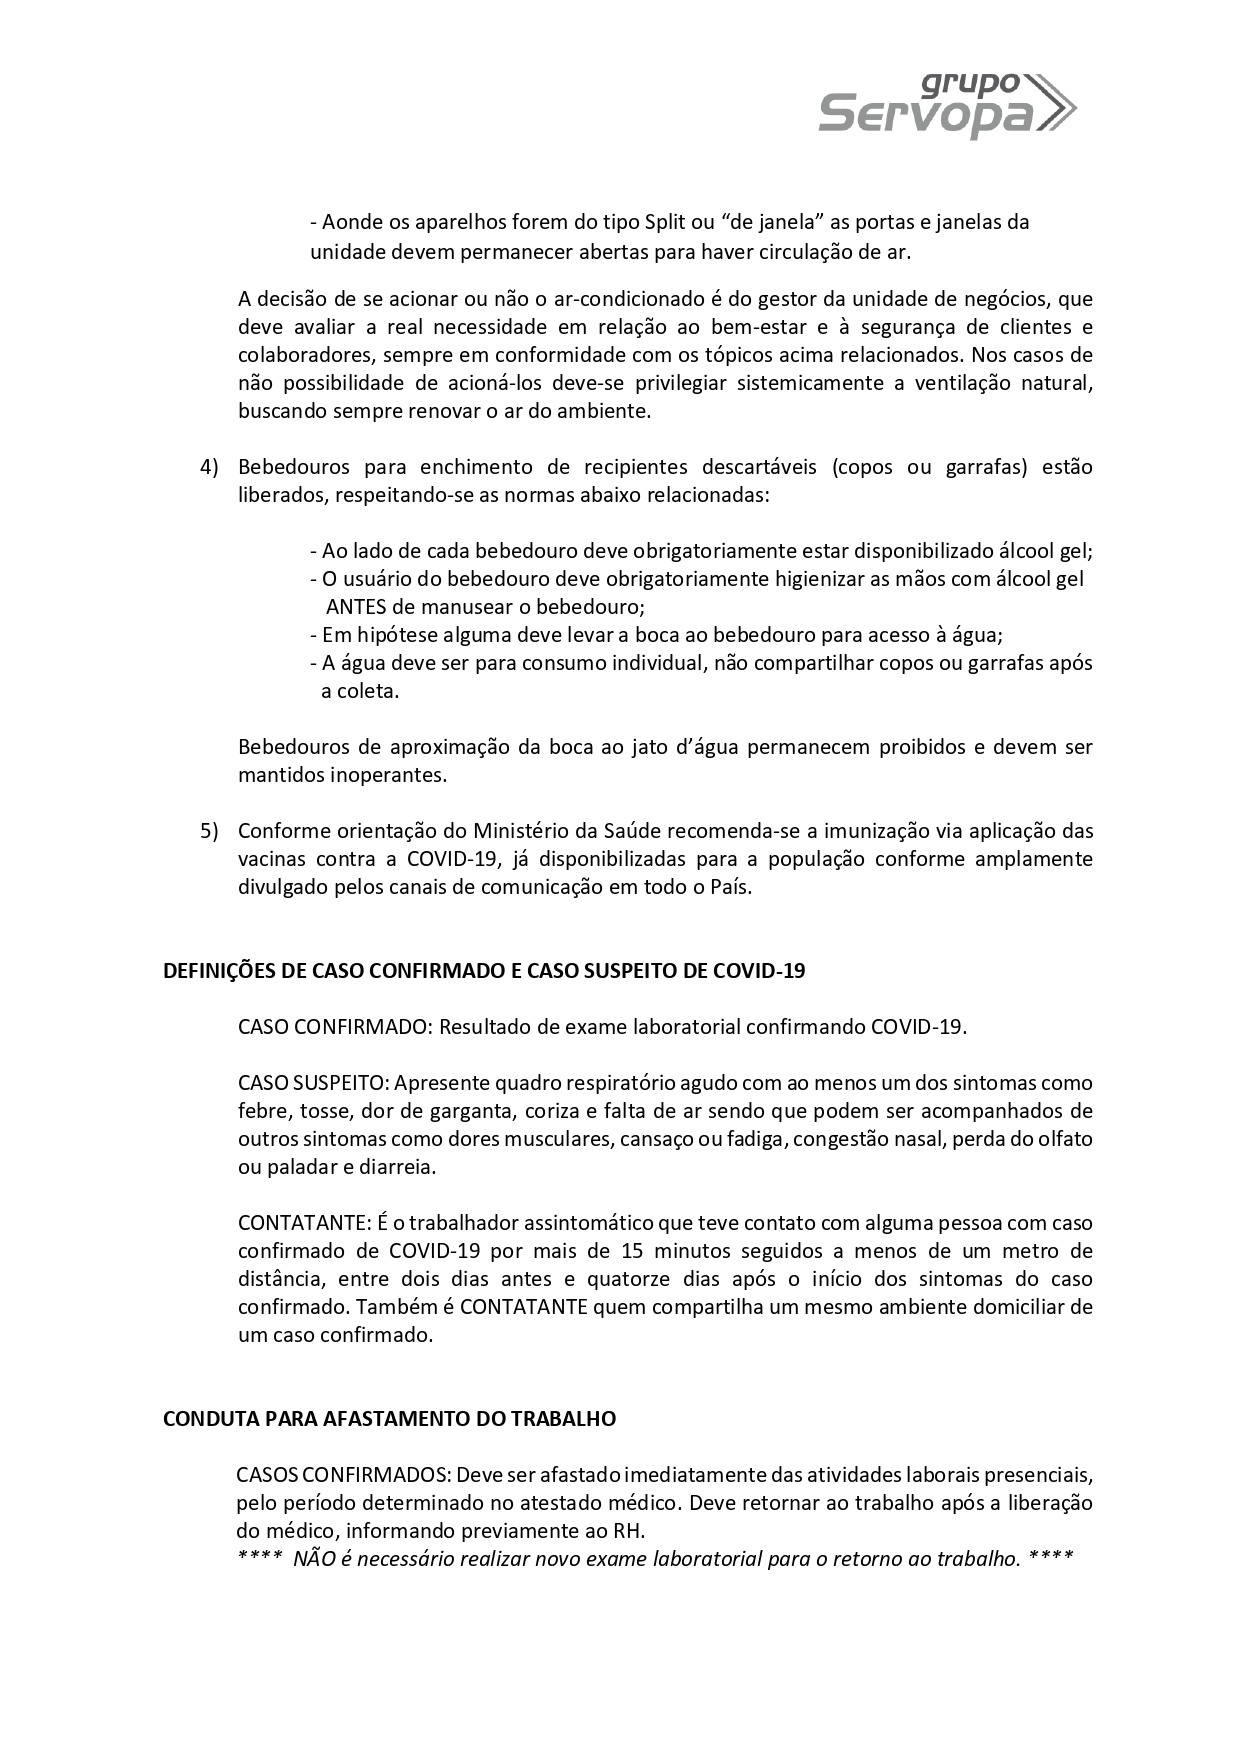 grupo
Servopa
- Aonde os aparelhos forem do tipo Split ou “de janela” as portas e janelas da
unidade devem permanecer abertas para haver circulação de ar.
A decisão de se acionar ou não o ar-condicionado é do gestor da unidade de negócios, que
deve avaliar a real necessidade em relação ao bem-estar e à segurança de clientes e
colaboradores, sempre em conformidade com os tópicos acima relacionados. Nos casos de
não possibilidade de acioná-los deve-se privilegiar sistemicamente a ventilação natural,
buscando sempre renovar o ar do ambiente.
4) Bebedouros para enchimento de recipientes descartáveis (copos ou garrafas) estão
liberados, respeitando-se as normas abaixo relacionadas:
- Ao lado de cada bebedouro deve obrigatoriamente estar disponibilizado álcool gel;
- O usuário do bebedouro deve obrigatoriamente higienizar as mãos com álcool gel
ANTES de manusear o bebedouro;
- Em hipótese alguma deve levar a boca ao bebedouro para acesso à água;
- A água deve ser para consumo individual, não compartilhar copos ou garrafas após
a coleta.
Bebedouros de aproximação da boca ao jato d’água permanecem proibidos e devem ser
mantidos inoperantes.
5) Conforme orientação do Ministério da Saúde recomenda-se a imunização via aplicação das
vacinas contra a COVID-19, já disponibilizadas para a população conforme amplamente
divulgado pelos canais de comunicação em todo o País.
DEFINIÇÕES DE CASO CONFIRMADO E CASO SUSPEITO DE COVID-19
CASO CONFIRMADO: Resultado de exame laboratorial confirmando COVID-19.
CASO SUSPEITO: Apresente quadro respiratório agudo com ao menos um dos sintomas como
febre, tosse, dor de garganta, coriza e falta de ar sendo que podem ser acompanhados de
outros sintomas como dores musculares, cansaço ou fadiga, congestão nasal, perda do olfato
ou paladar e diarreia.
CONTATANTE: É o trabalhador assintomático que teve contato com alguma pessoa com caso
confirmado de COVID-19 por mais de 15 minutos seguidos a menos de um metro de
distância, entre dois dias antes e quatorze dias após o início dos sintomas do caso
confirmado. Também é CONTATANTE quem compartilha um mesmo ambiente domiciliar de
um caso confirmado.
CONDUTA PARA AFASTAMENTO DO TRABALHO
CASOS CONFIRMADOS: Deve ser afastado imediatamente das atividades laborais presenciais,
pelo período determinado no atestado médico. Deve retornar ao trabalho após a liberação
do médico, informando previamente ao RH.
**** NÃO é necessário realizar novo exame laboratorial para o retorno ao trabalho. ****